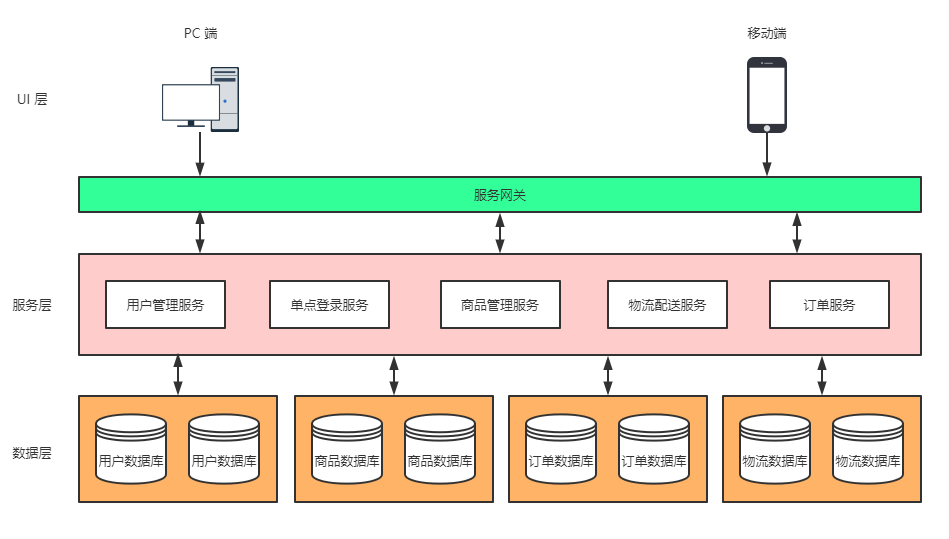 PC 端
移动端
UI 层
服务网关
服务层
用户管理服务
单点登录服务
商品管理服务
物流配送服务
订单服务
数据层
用户数据库
用户数据库
商品数据库
商品数据库
订单数据库
订单数据库
物流数据库
物流数据库